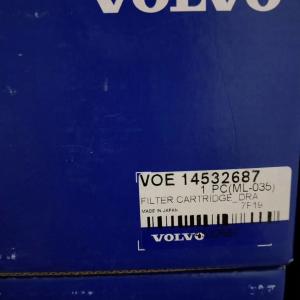 VOLVO
VOE 14532687
1 PC(ML-035)
FILTER CARTRIDGE_DRA
MADE IN JAPAN 7F19
VOLVO